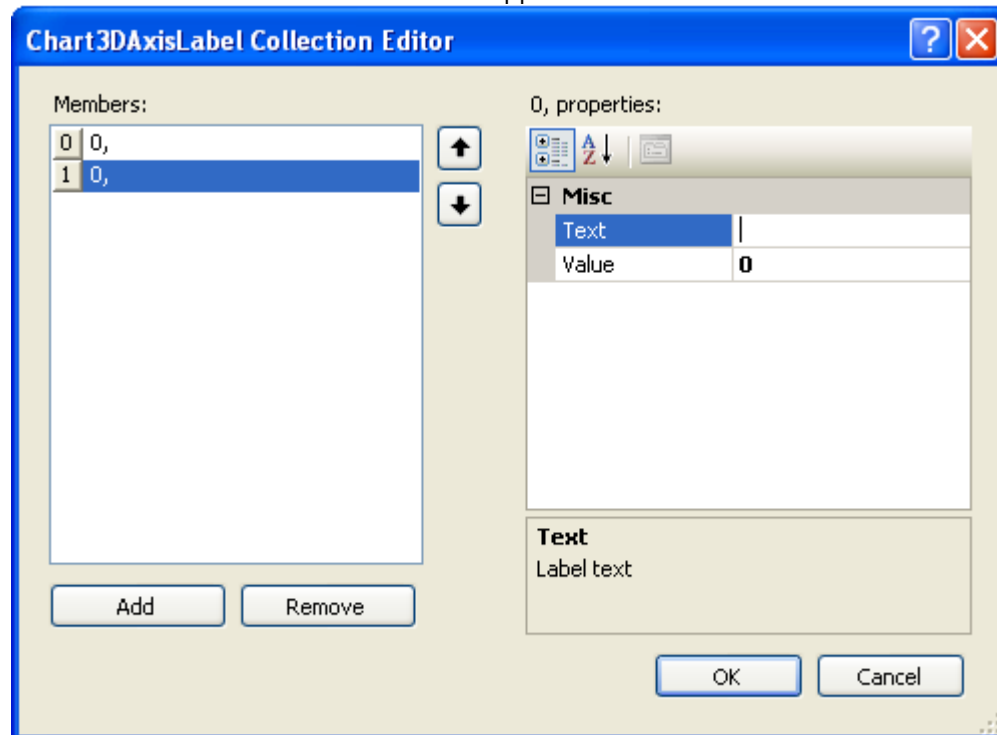 pp
Chart3DAxisLabel Collection Editor
?
Members:
0 0,
1 0,
Add
Remove
0, properties:
A
Z
Misc
Text
Value 0
Text
Label text
OK
Cancel